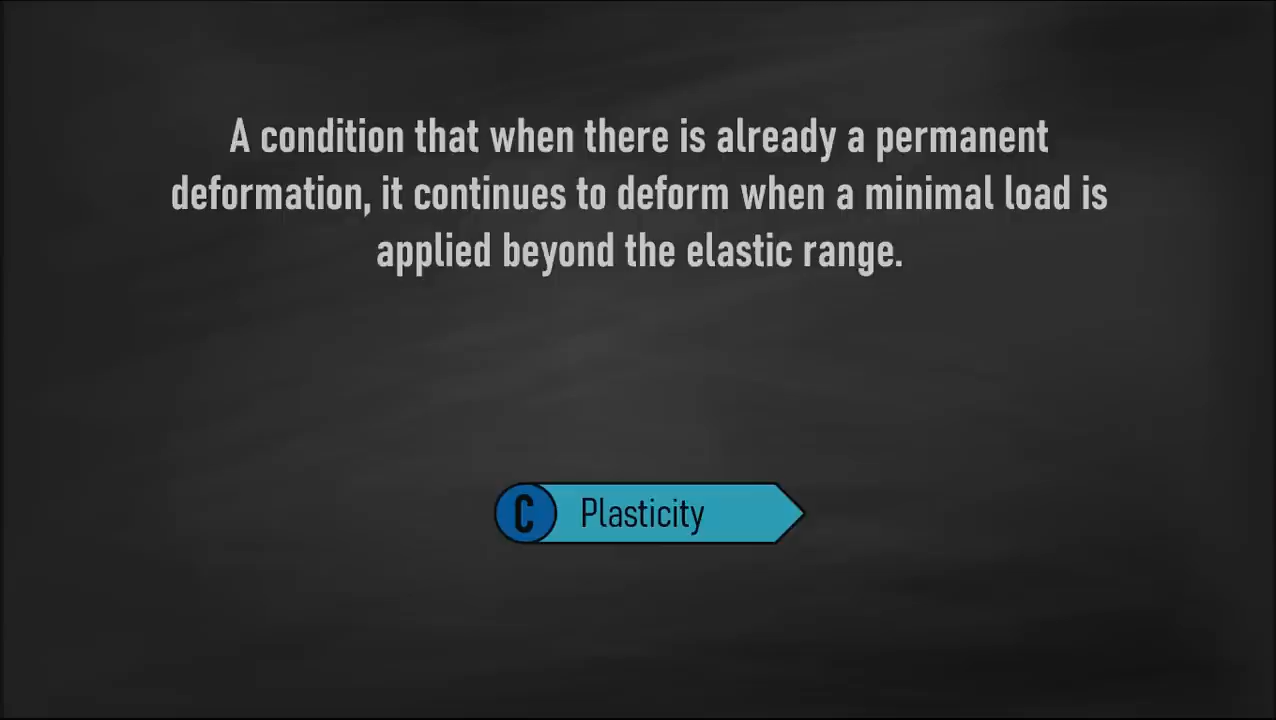 A condition that when there is already a permanent
deformation, it continues to deform when a minimal load is
applied beyond the elastic range.
C Plasticity